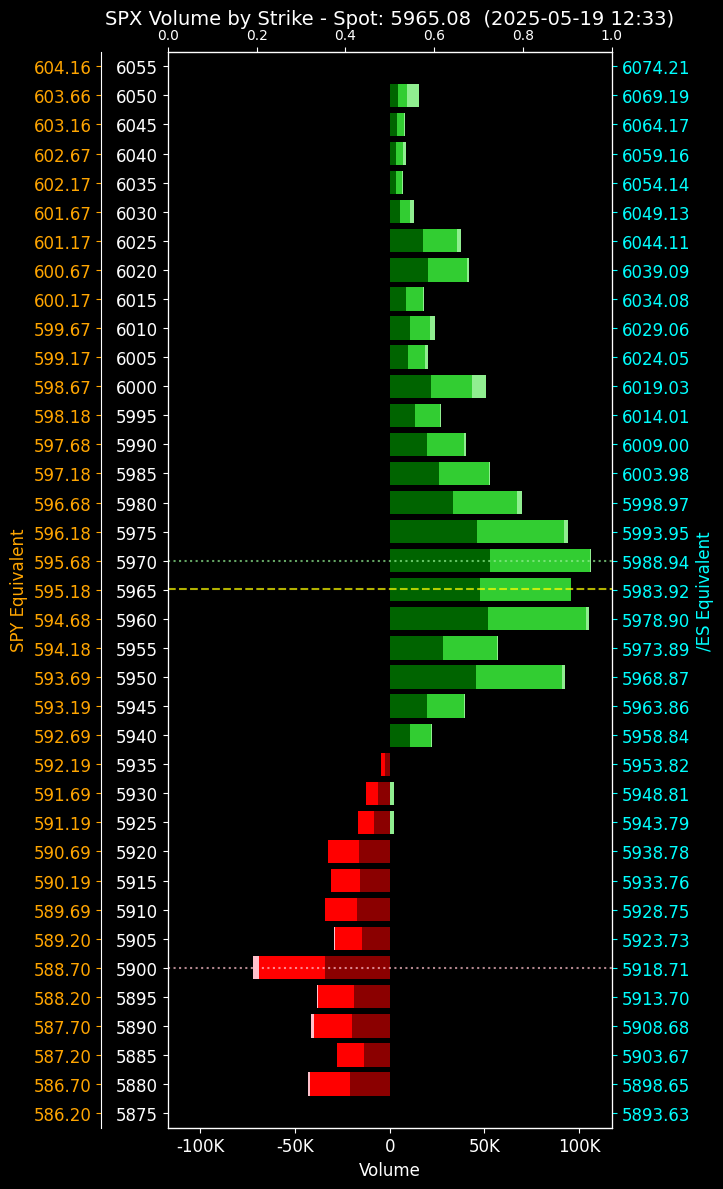 SPX Volume by Strike - Spot: 5965.08  (2025-05-19 12:33)
0.0 0.2 0.4 0.6 0.8 1.0
604.16 6055 6074.21
603.66 6050 6069.19
603.16 6045 6064.17
602.67 6040 6059.16
602.17 6035 6054.14
601.67 6030 6049.13
601.17 6025 6044.11
600.67 6020 6039.09
600.17 6015 6034.08
599.67 6010 6029.06
599.17 6005 6024.05
598.67 6000 6019.03
598.18 5995 6014.01
597.68 5990 6009.00
597.18 5985 6003.98
596.68 5980 5998.97
596.18 5975 5993.95
595.68 5970 5988.94
595.18 5965 5983.92
594.68 5960 5978.90
594.18 5955 5973.89
593.69 5950 5968.87
593.19 5945 5963.86
592.69 5940 5958.84
592.19 5935 5953.82
591.69 5930 5948.81
591.19 5925 5943.79
590.69 5920 5938.78
590.19 5915 5933.76
589.69 5910 5928.75
589.20 5905 5923.73
588.70 5900 5918.71
588.20 5895 5913.70
587.70 5890 5908.68
587.20 5885 5903.67
586.70 5880 5898.65
586.20 5875 5893.63
SPY Equivalent
/ES Equivalent
-100K -50K 0 50K 100K
Volume